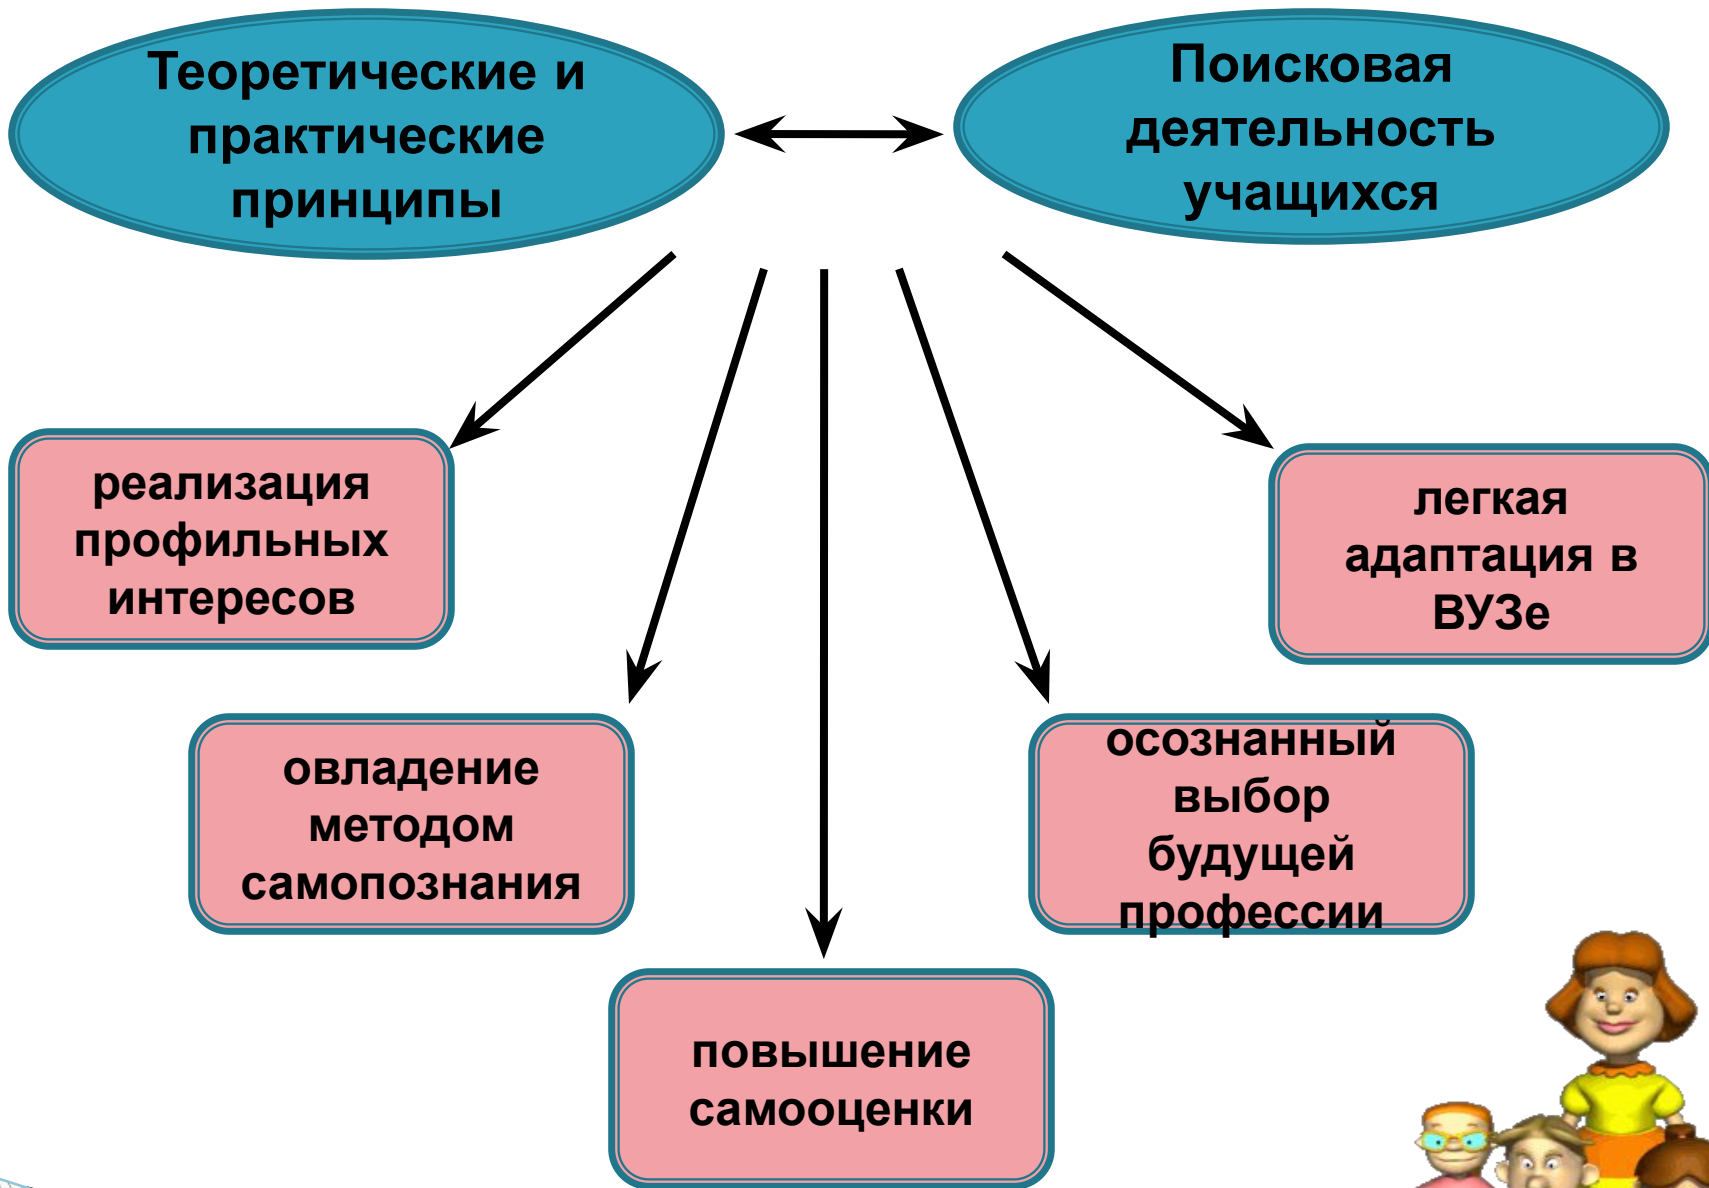 Теоретические и
практические
принципы
Поисковая
деятельность
учащихся
реализация
профильных
интересов
легкая
адаптация в
ВУЗе
овладение
методом
самопознания
осознанный
выбор
будущей
профессии
повышение
самооценки